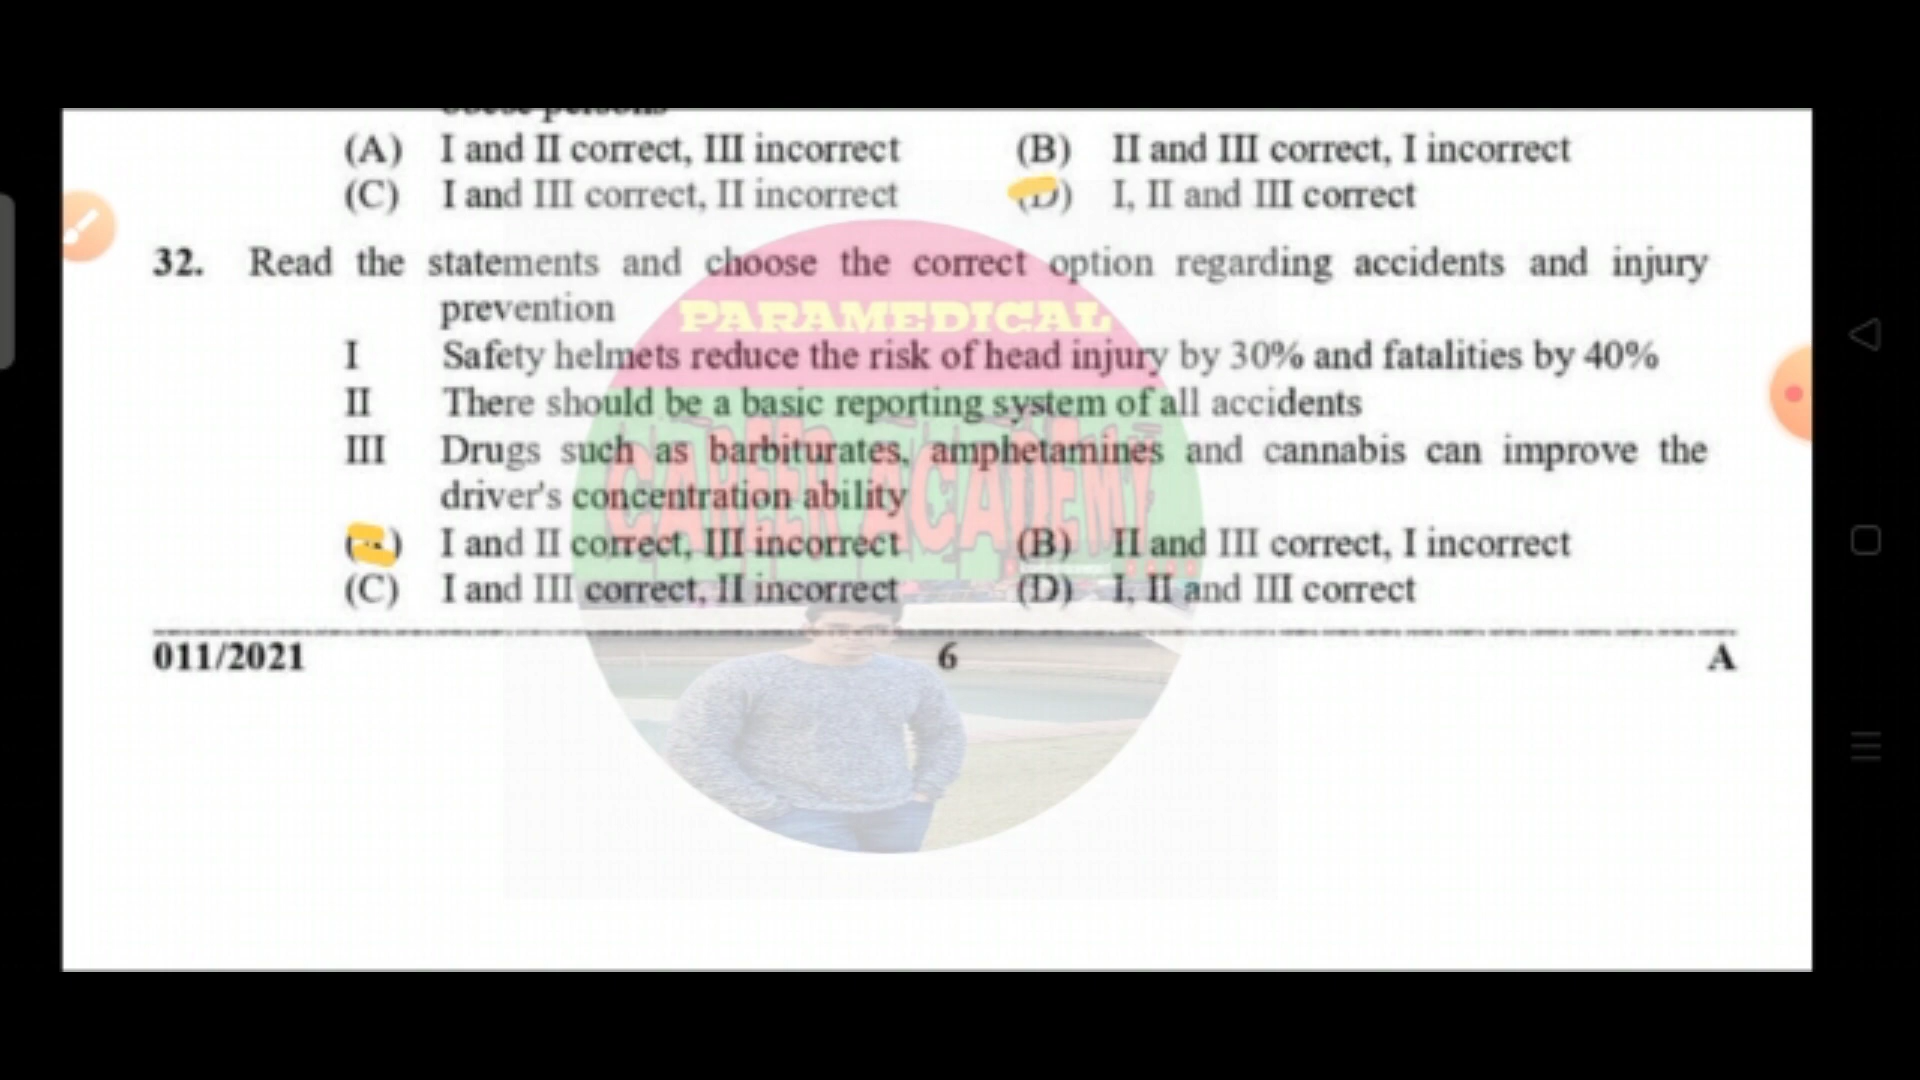 obese persons
(A) I and II correct, III incorrect (B) II and III correct, I incorrect
(C) I and III correct, II incorrect (D) I, II and III correct
32. Read the statements and choose the correct option regarding accidents and injury
prevention
PARAMEDICAL
I Safety helmets reduce the risk of head injury by 30% and fatalities by 40%
II There should be a basic reporting system of all accidents
III Drugs such as barbiturates, amphetamines and cannabis can improve the
driver's concentration ability
CAREER ACADEMY
(A) I and II correct, III incorrect (B) II and III correct, I incorrect
(C) I and III correct, II incorrect (D) I, II and III correct
011/2021 6 A